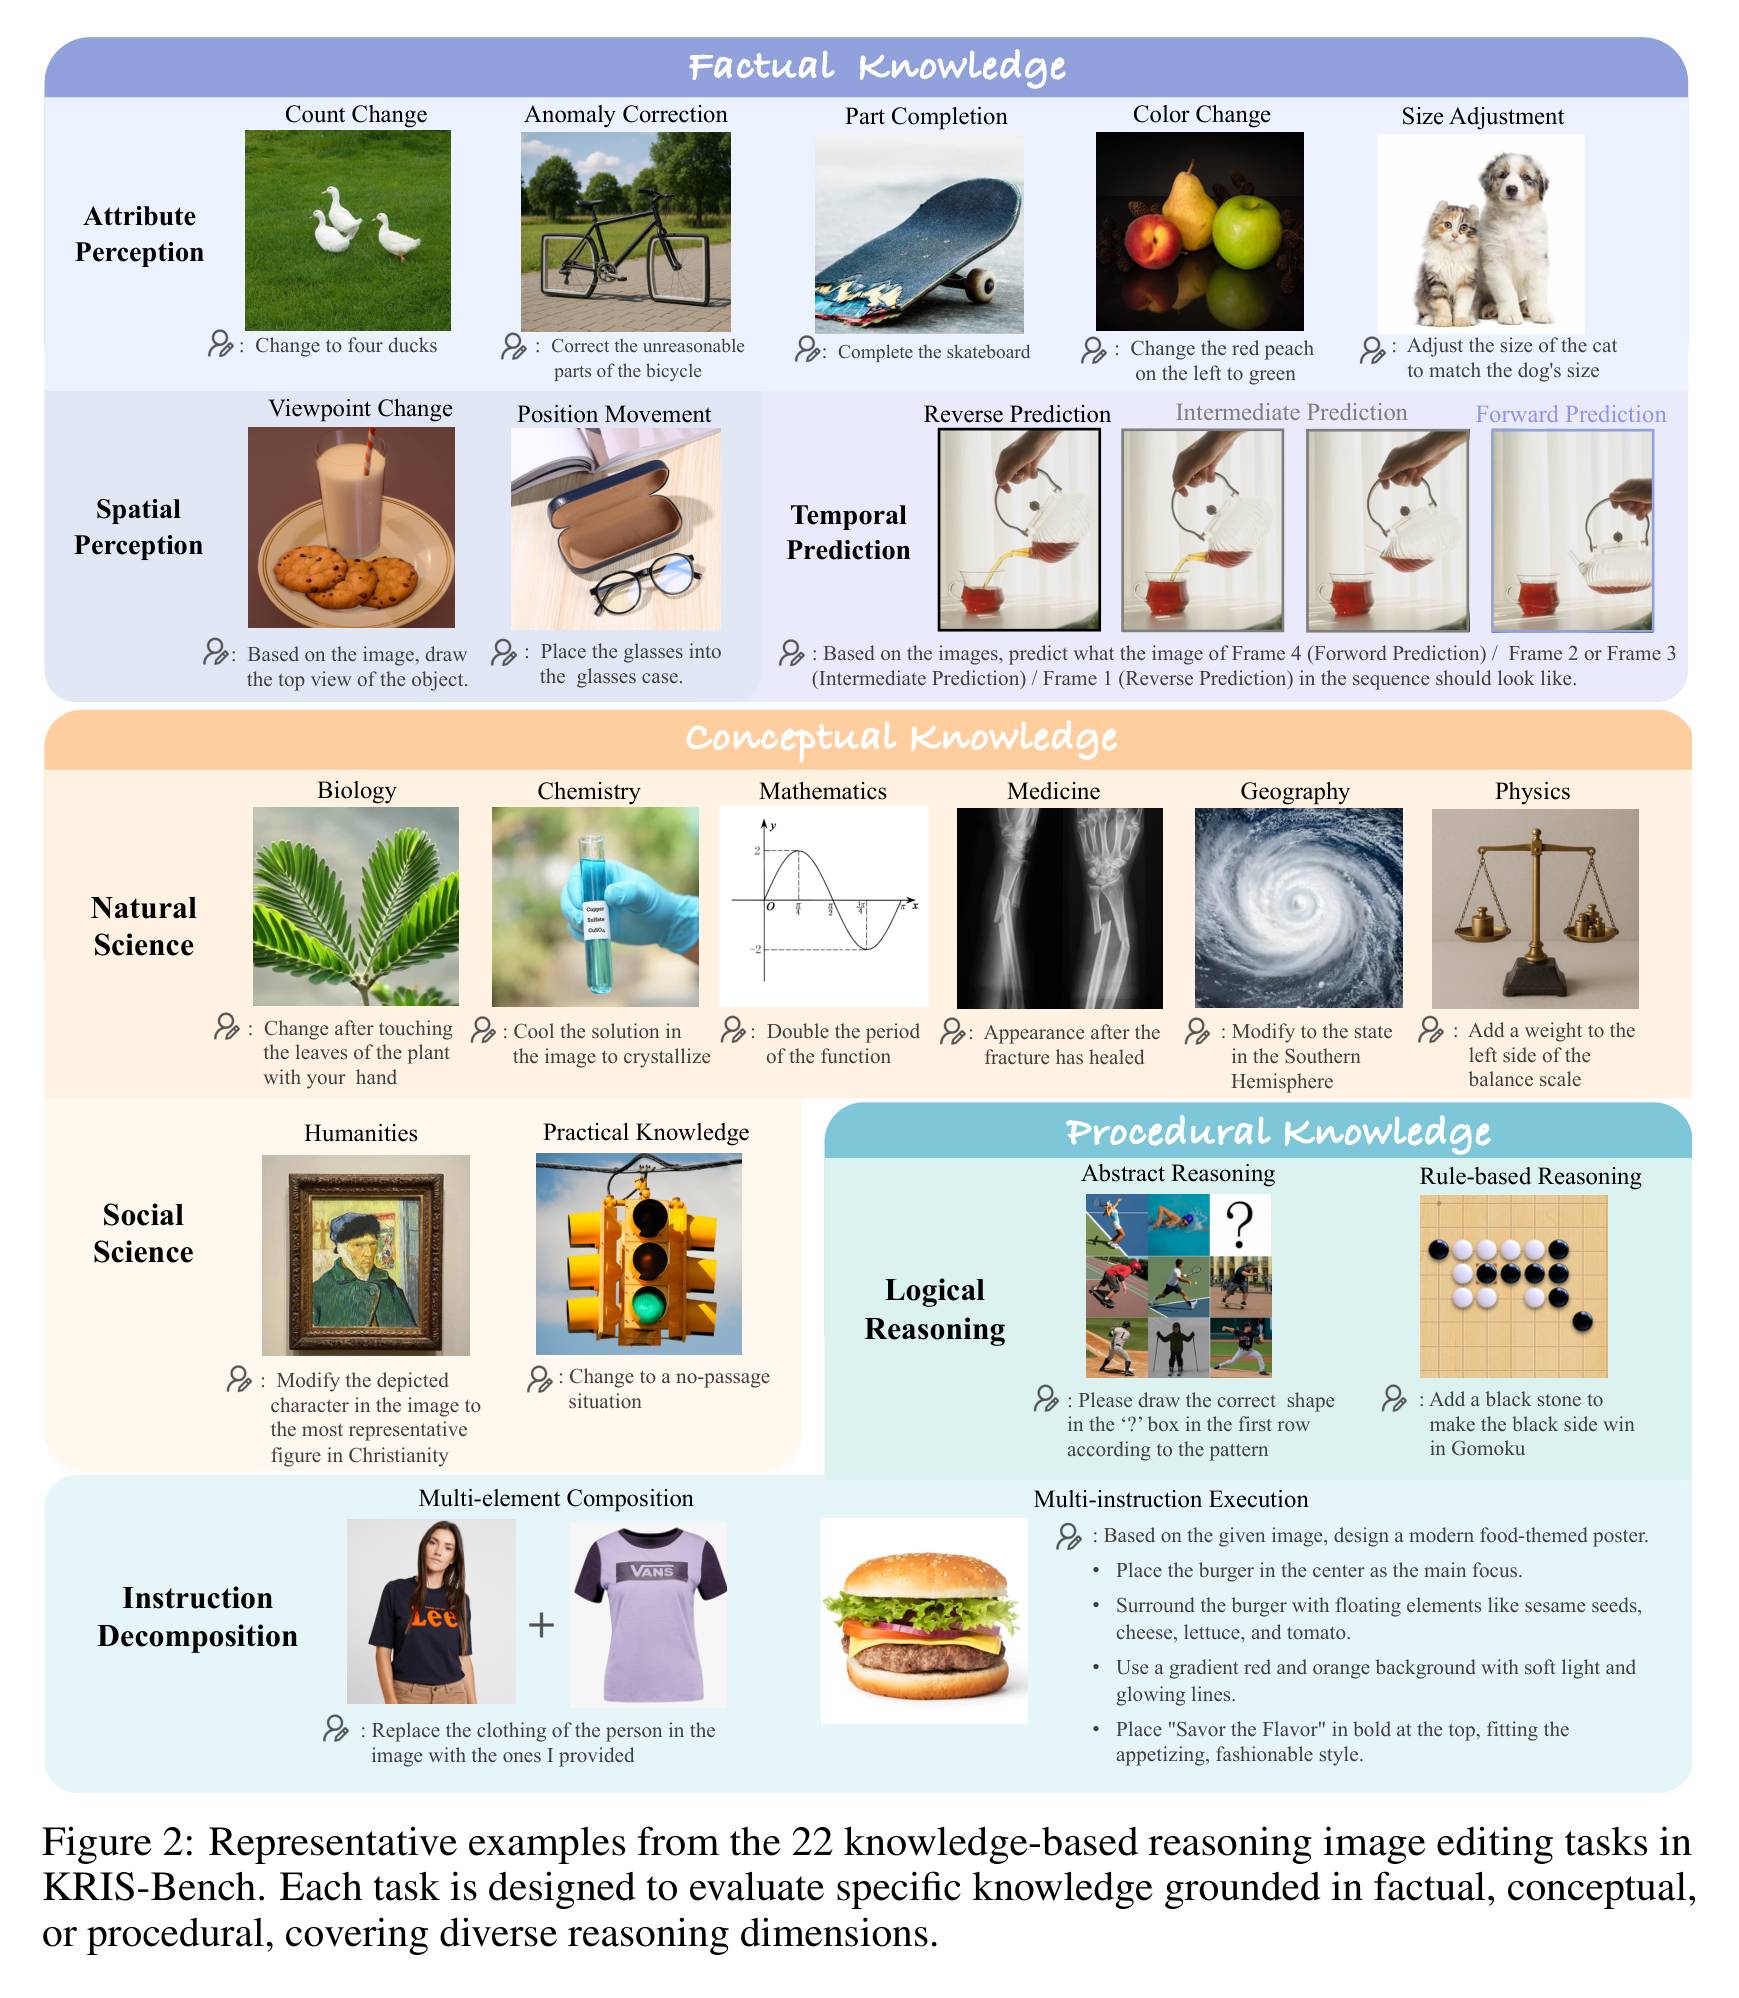 Factual Knowledge
Attribute
Perception
Count Change
: Change to four ducks
Anomaly Correction
: Correct the unreasonable
parts of the bicycle
Part Completion
: Complete the skateboard
Color Change
: Change the red peach
on the left to green
Size Adjustment
: Adjust the size of the cat
to match the dog's size
Spatial
Perception
Viewpoint Change
: Based on the image, draw
the top view of the object.
Position Movement
: Place the glasses into
the glasses case.
Temporal
Prediction
Reverse Prediction
Intermediate Prediction
Forward Prediction
: Based on the images, predict what the image of Frame 4 (Forword Prediction) / Frame 2 or Frame 3
(Intermediate Prediction) / Frame 1 (Reverse Prediction) in the sequence should look like.
Conceptual Knowledge
Natural
Science
Biology
: Change after touching
the leaves of the plant
with your hand
Chemistry
Copper
Sulfate
CuSO₄
: Cool the solution in
the image to crystallize
Mathematics
y
2
O
π/4
π/2
3π/4
π
x
-2
: Double the period
of the function
Medicine
: Appearance after the
fracture has healed
Geography
: Modify to the state
in the Southern
Hemisphere
Physics
: Add a weight to the
left side of the
balance scale
Social
Science
Humanities
: Modify the depicted
character in the image to
the most representative
figure in Christianity
Practical Knowledge
: Change to a no-passage
situation
Procedural Knowledge
Logical
Reasoning
Abstract Reasoning
?
: Please draw the correct shape
in the ‘?’ box in the first row
according to the pattern
Rule-based Reasoning
: Add a black stone to
make the black side win
in Gomoku
Instruction
Decomposition
Multi-element Composition
Lee
+
VANS
: Replace the clothing of the person in the
image with the ones I provided
Multi-instruction Execution
: Based on the given image, design a modern food-themed poster.
• Place the burger in the center as the main focus.
• Surround the burger with floating elements like sesame seeds,
cheese, lettuce, and tomato.
• Use a gradient red and orange background with soft light and
glowing lines.
• Place "Savor the Flavor" in bold at the top, fitting the
appetizing, fashionable style.
Figure 2: Representative examples from the 22 knowledge-based reasoning image editing tasks in
KRIS-Bench. Each task is designed to evaluate specific knowledge grounded in factual, conceptual,
or procedural, covering diverse reasoning dimensions.